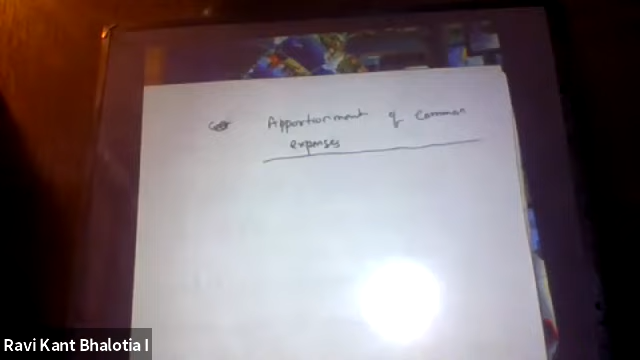 Apportionment of Common
expenses
Ravi Kant Bhalotia I